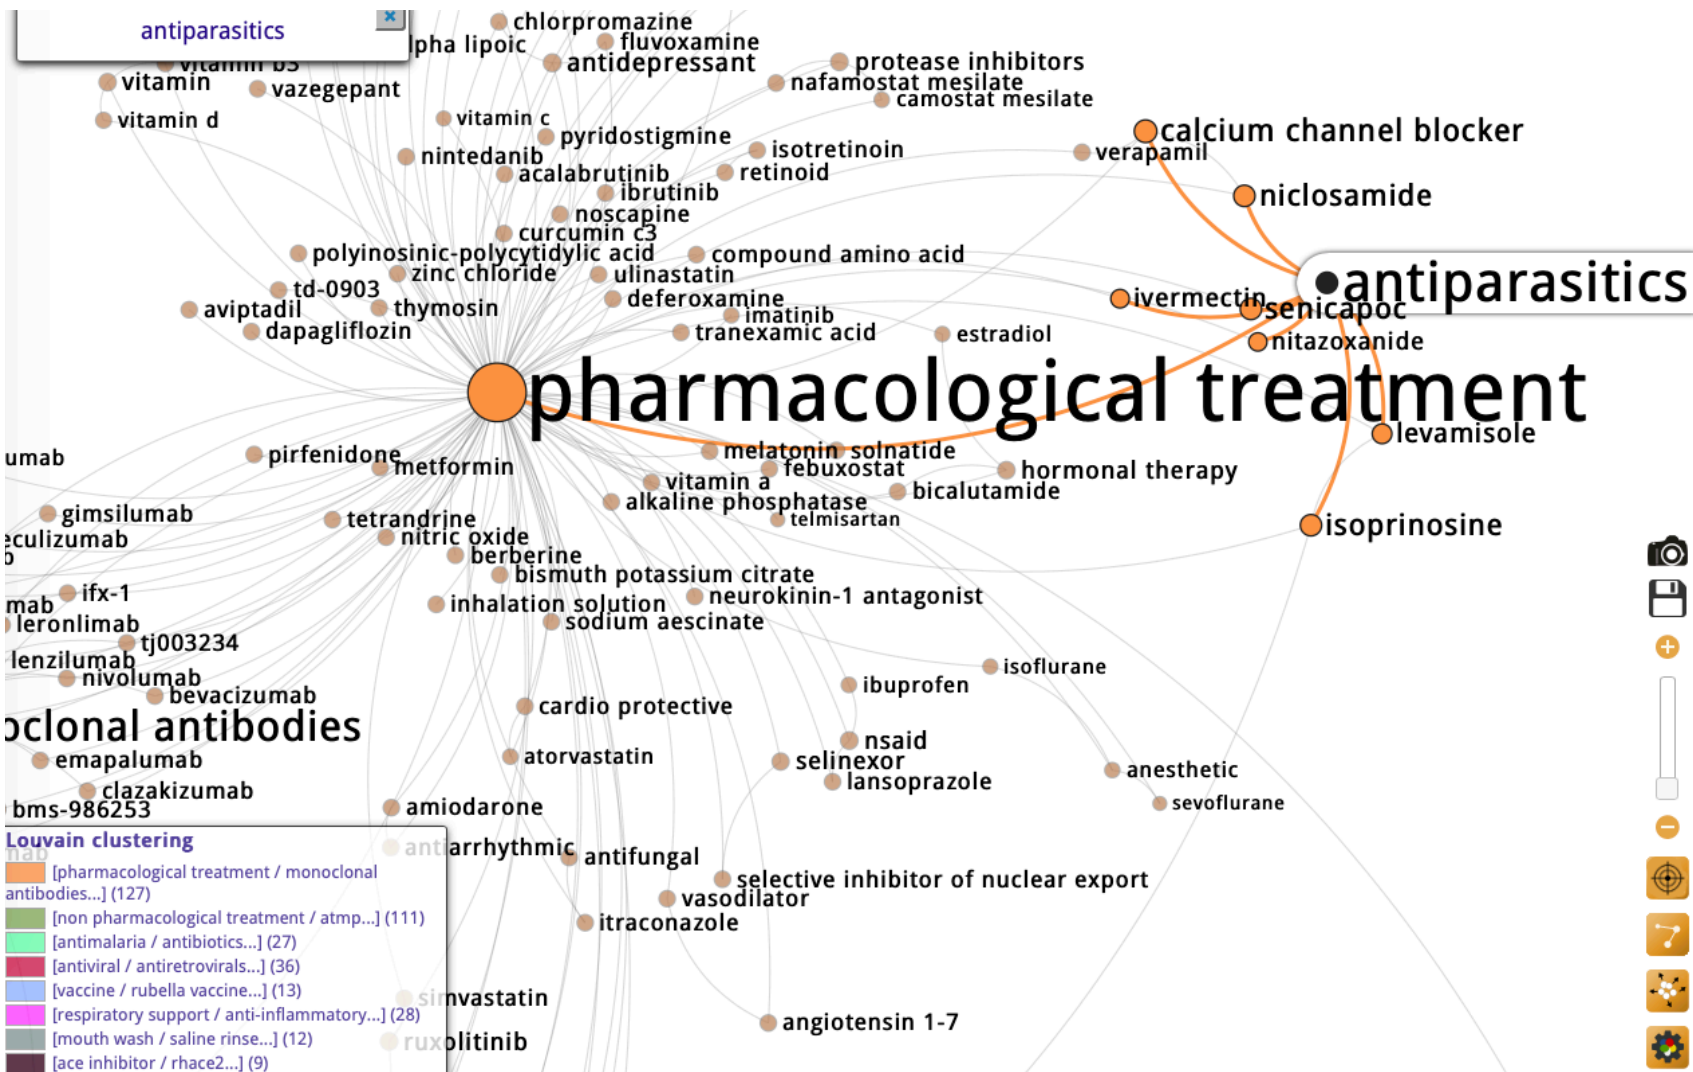 antiparasitics
chlorpromazine
lpha lipoic
fluvoxamine
antidepressant
protease inhibitors
nafamostat mesilate
camostat mesilate
vitamin b3
vitamin
vazegepant
vitamin d
vitamin c
pyridostigmine
calcium channel blocker
verapamil
nintedanib
isotretinoin
acalabrutinib
retinoid
ibrutinib
niclosamide
noscapine
curcumin c3
polyinosinic-polycytidylic acid
compound amino acid
zinc chloride
ulinastatin
antiparasitics
td-0903
deferoxamine
ivermectin
aviptadil
thymosin
imatinib
senicapoc
dapagliflozin
tranexamic acid
estradiol
nitazoxanide
pharmacological treatment
levamisole
umab
pirfenidone
melatonin
solnatide
metformin
febuxostat
hormonal therapy
vitamin a
bicalutamide
alkaline phosphatase
gimsilumab
tetrandrine
telmisartan
isoprinosine
eculizumab
nitric oxide
b
berberine
bismuth potassium citrate
ifx-1
neurokinin-1 antagonist
mab
inhalation solution
leronlimab
sodium aescinate
tj003234
lenzilumab
isoflurane
nivolumab
ibuprofen
bevacizumab
cardio protective
oclonal antibodies
nsaid
emapalumab
atorvastatin
selinexor
anesthetic
lansoprazole
clazakizumab
sevoflurane
bms-986253
amiodarone
Louvain clustering
mab
antiarrhythmic
antifungal
[pharmacological treatment / monoclonal
antibodies...] (127)
selective inhibitor of nuclear export
vasodilator
[non pharmacological treatment / atmp...] (111)
itraconazole
[antimalaria / antibiotics...] (27)
[antiviral / antiretrovirals...] (36)
[vaccine / rubella vaccine...] (13)
simvastatin
[respiratory support / anti-inflammatory...] (28)
angiotensin 1-7
[mouth wash / saline rinse...] (12)
ruxolitinib
[ace inhibitor / rhace2...] (9)